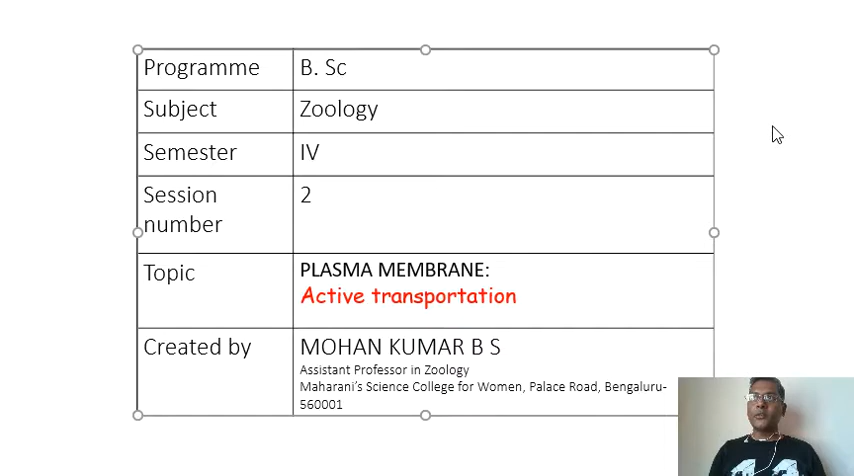 Programme B. Sc
Subject Zoology
Semester IV
Session number 2
Topic PLASMA MEMBRANE:
Active transportation
Created by MOHAN KUMAR B S
Assistant Professor in Zoology
Maharani's Science College for Women, Palace Road, Bengaluru-
560001